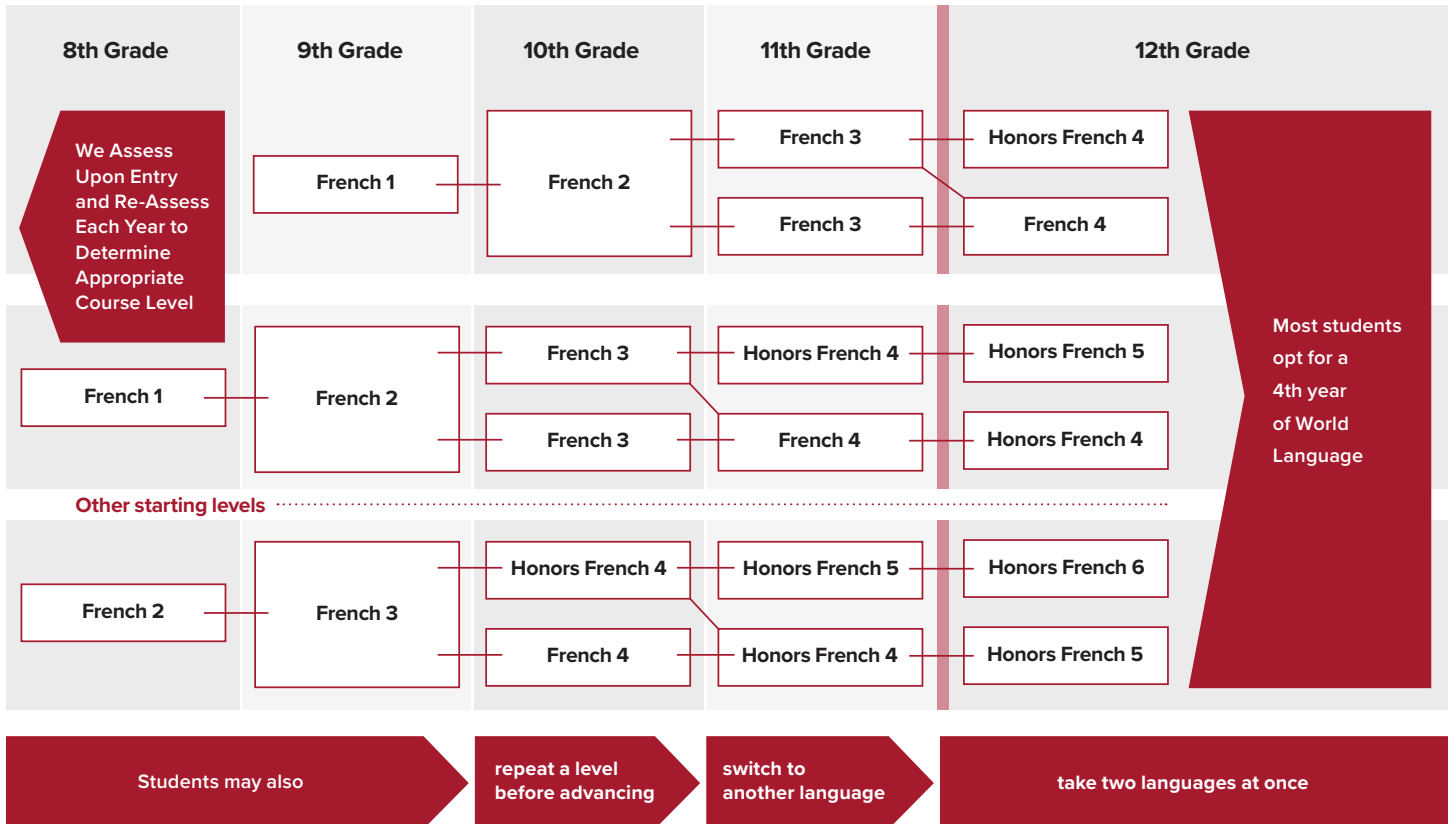 8th Grade
9th Grade
10th Grade
11th Grade
12th Grade
We Assess
Upon Entry
and Re-Assess
Each Year to
Determine
Appropriate
Course Level
French 1
French 2
French 3
Honors French 4
French 3
French 4
French 1
French 2
French 3
Honors French 4
Honors French 5
French 3
French 4
Honors French 4
Most students
opt for a
4th year
of World
Language
Other starting levels
French 2
French 3
Honors French 4
Honors French 5
Honors French 6
French 4
Honors French 4
Honors French 5
Students may also
repeat a level
before advancing
switch to
another language
take two languages at once